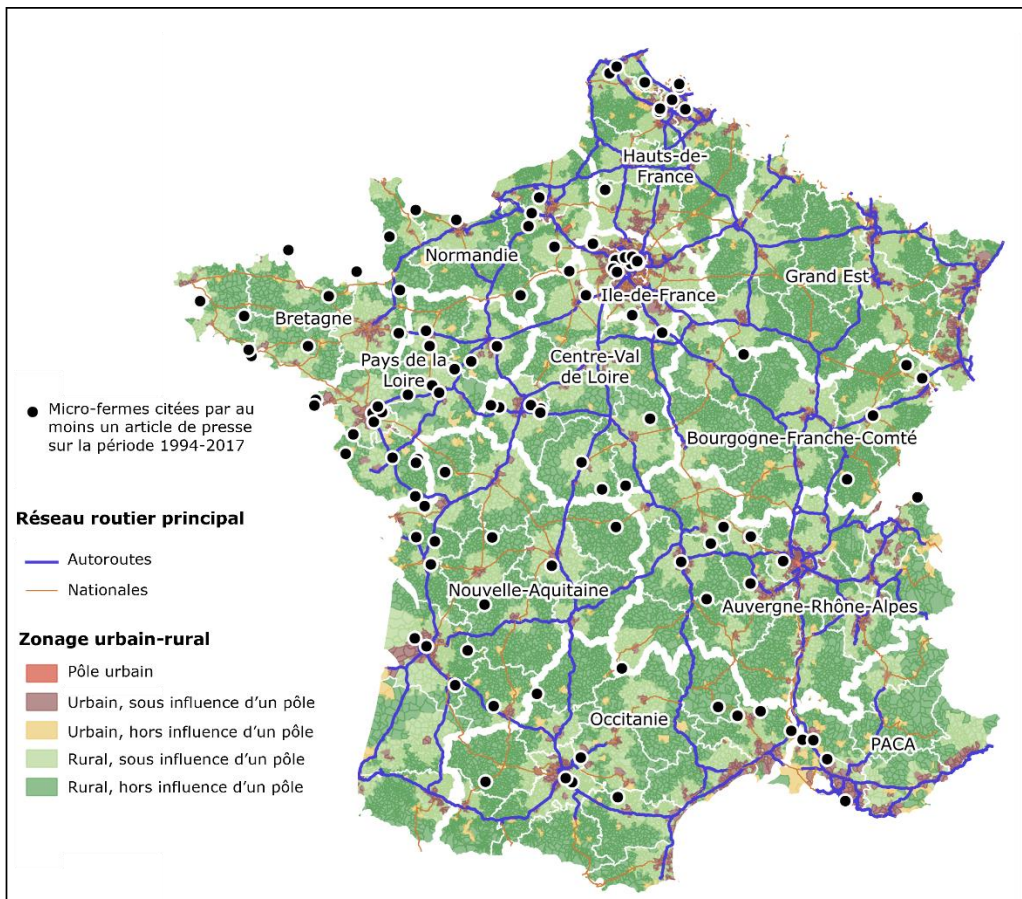 Hauts-de-
France
Normandie
Grand Est
Ile-de-France
Bretagne
Pays de la
Loire
Centre-Val
de Loire
Micro-fermes citées par au
moins un article de presse
sur la période 1994-2017
Bourgogne-Franche-Comté
Réseau routier principal
Autoroutes
Nationales
Nouvelle-Aquitaine
Auvergne-Rhône-Alpes
Zonage urbain-rural
Pôle urbain
Urbain, sous influence d'un pôle
Urbain, hors influence d'un pôle
Rural, sous influence d'un pôle
Rural, hors influence d'un pôle
Occitanie
PACA